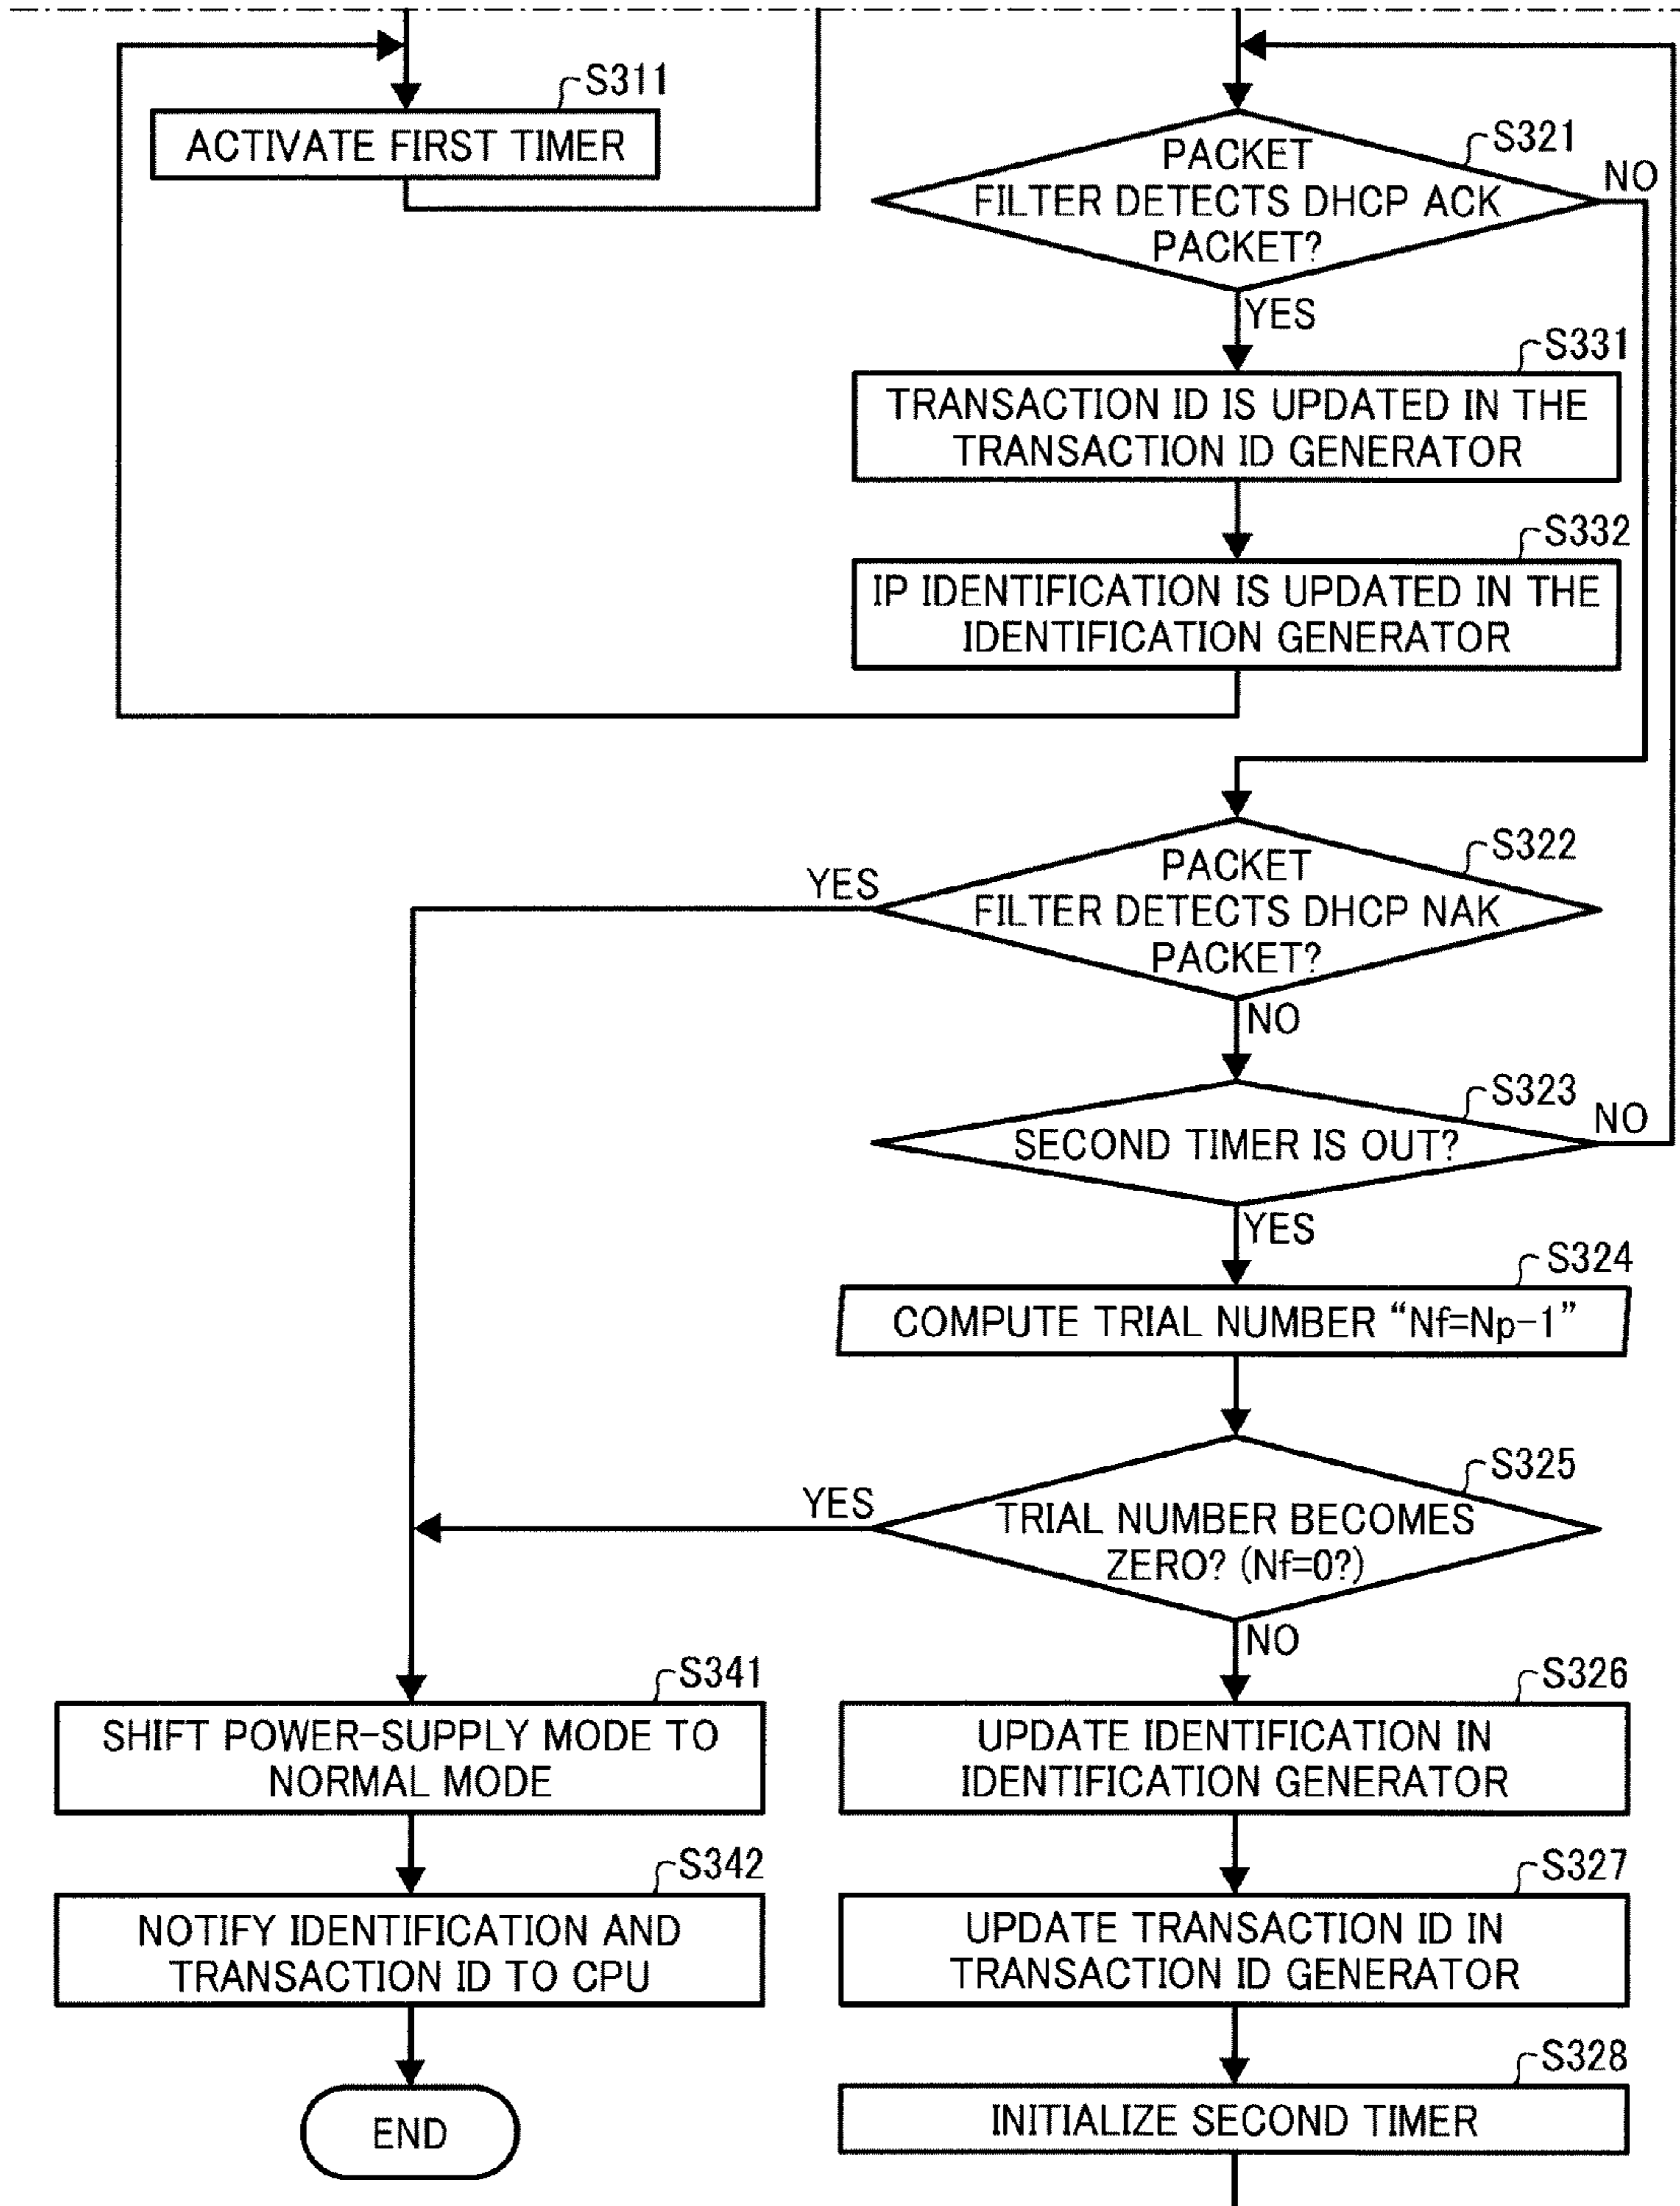 S311
ACTIVATE FIRST TIMER
S321
PACKET
FILTER DETECTS DHCP ACK
PACKET?
NO
YES
S331
TRANSACTION ID IS UPDATED IN THE
TRANSACTION ID GENERATOR
S332
IP IDENTIFICATION IS UPDATED IN THE
IDENTIFICATION GENERATOR
S322
PACKET
FILTER DETECTS DHCP NAK
PACKET?
YES
NO
S323
SECOND TIMER IS OUT?
NO
YES
S324
COMPUTE TRIAL NUMBER “Nf=Np-1”
S325
TRIAL NUMBER BECOMES
ZERO? (Nf=0?)
YES
NO
S341
SHIFT POWER-SUPPLY MODE TO
NORMAL MODE
S326
UPDATE IDENTIFICATION IN
IDENTIFICATION GENERATOR
S342
NOTIFY IDENTIFICATION AND
TRANSACTION ID TO CPU
S327
UPDATE TRANSACTION ID IN
TRANSACTION ID GENERATOR
END
S328
INITIALIZE SECOND TIMER